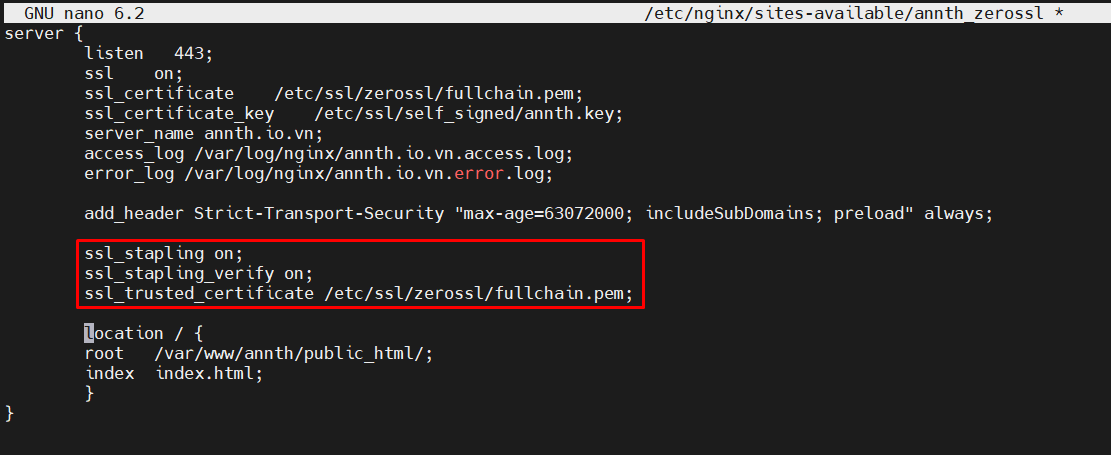 GNU nano 6.2 /etc/nginx/sites-available/annth_zerossl *
server {
listen 443;
ssl on;
ssl_certificate /etc/ssl/zerossl/fullchain.pem;
ssl_certificate_key /etc/ssl/self_signed/annth.key;
server_name annth.io.vn;
access_log /var/log/nginx/annth.io.vn.access.log;
error_log /var/log/nginx/annth.io.vn.error.log;
add_header Strict-Transport-Security "max-age=63072000; includeSubDomains; preload" always;
ssl_stapling on;
ssl_stapling_verify on;
ssl_trusted_certificate /etc/ssl/zerossl/fullchain.pem;
location / {
root /var/www/annth/public_html/;
index index.html;
}
}